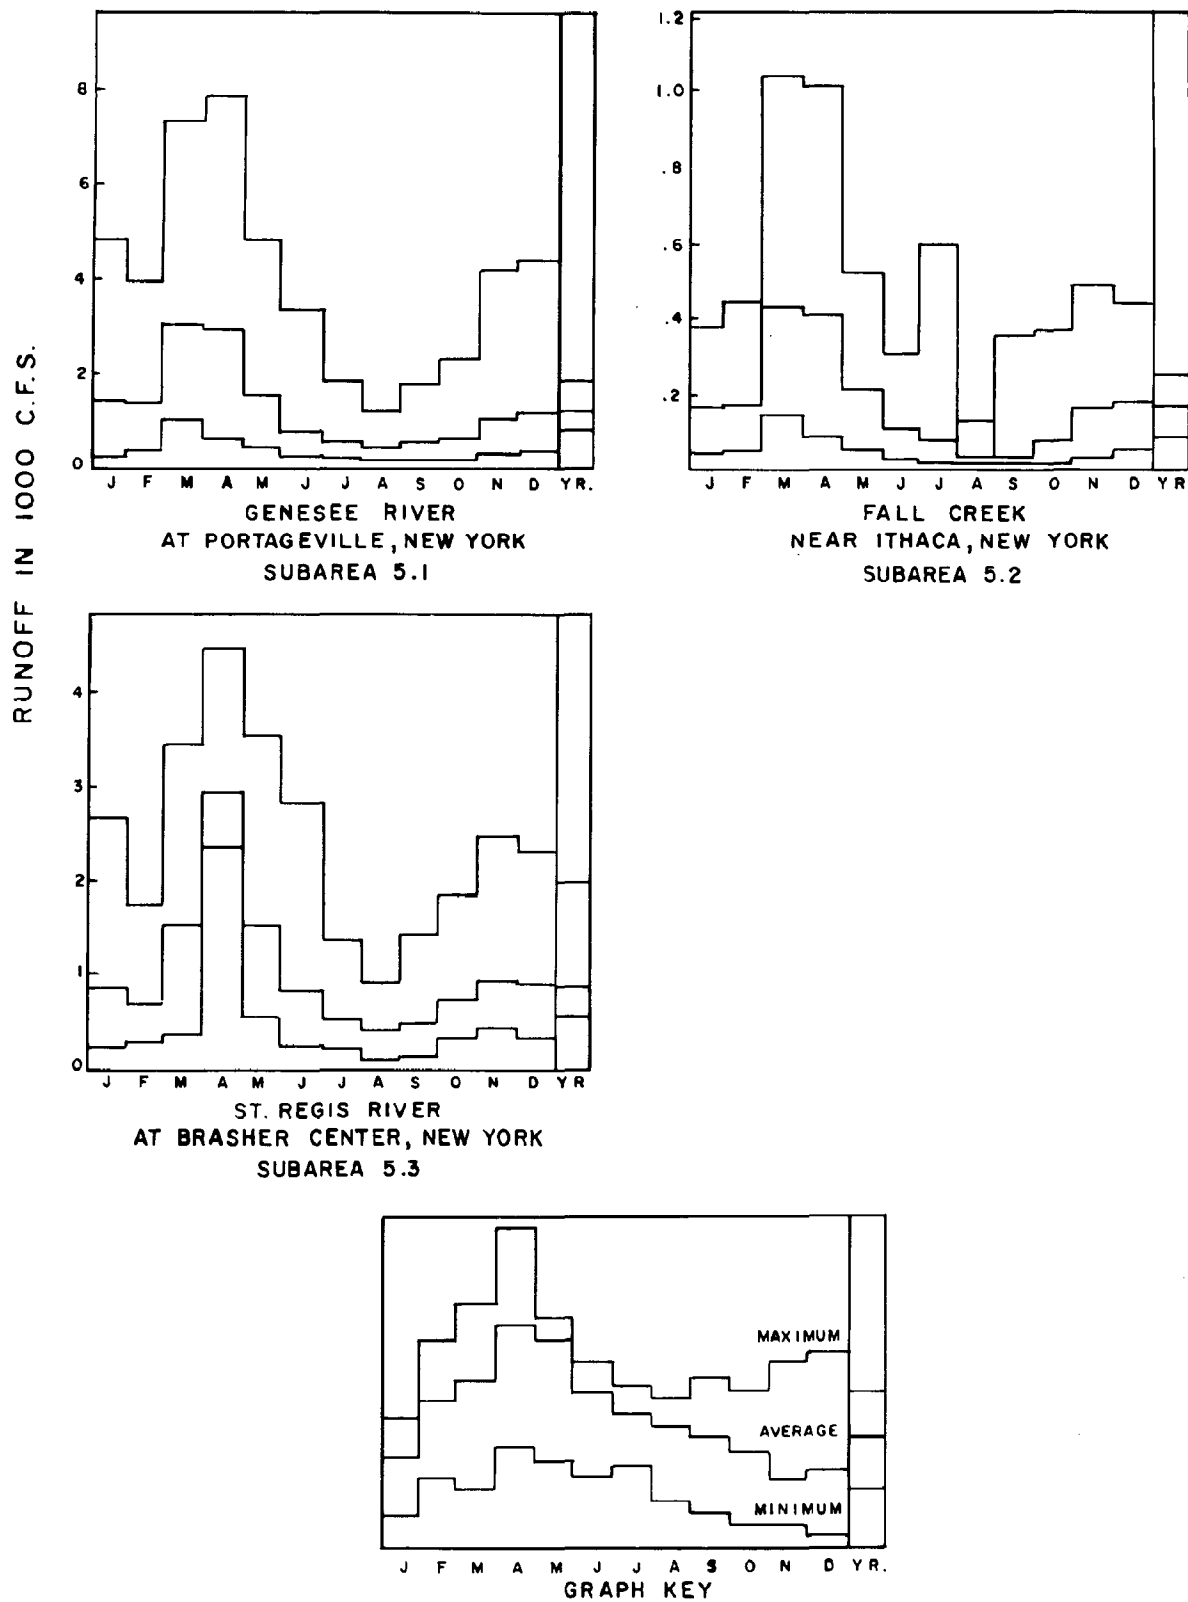 RUNOFF IN 1000 C.F.S.
8
6
4
2
0
J F M A M J J A S O N D YR.
GENESEE RIVER
AT PORTAGEVILLE, NEW YORK
SUBAREA 5.1
1.2
1.0
.8
.6
.4
.2
J F M A M J J A S O N D YR.
FALL CREEK
NEAR ITHACA, NEW YORK
SUBAREA 5.2
4
3
2
1
0
J F M A M J J A S O N D YR
ST. REGIS RIVER
AT BRASHER CENTER, NEW YORK
SUBAREA 5.3
MAXIMUM
AVERAGE
MINIMUM
J F M A M J J A S O N D YR.
GRAPH KEY